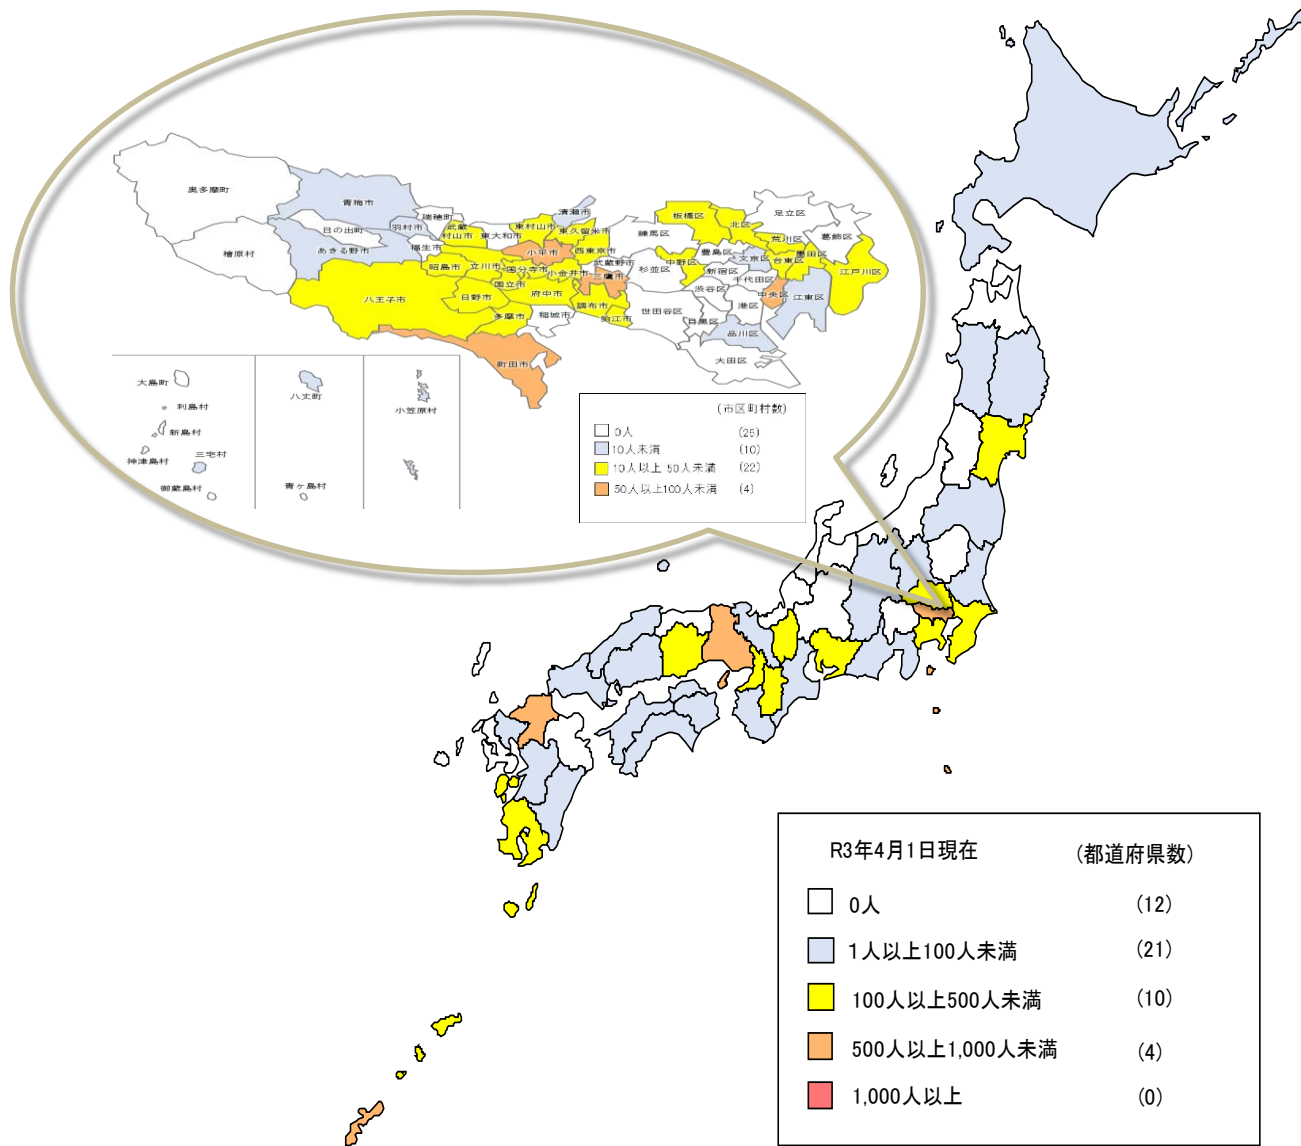 奥多摩町
青梅市
瑞穂町
日の出町
羽村市
武蔵
村山市
東大和市
東村山市
清瀬市
東久留米市
檜原村
あきる野市
福生市
昭島市
立川市
国分寺市
小平市
小金井市
西東京市
武蔵野市
三鷹市
八王子市
日野市
国立市
府中市
調布市
狛江市
多摩市
稲城市
町田市
板橋区
北区
足立区
練馬区
豊島区
文京区
荒川区
葛飾区
台東区
墨田区
江戸川区
中野区
杉並区
新宿区
千代田区
渋谷区
中央区
江東区
港区
世田谷区
目黒区
品川区
大田区
大島町
利島村
新島村
神津島村
三宅村
御蔵島村
八丈町
青ヶ島村
小笠原村
(市区町村数)
0人 (25)
10人未満 (10)
10人以上 50人未満 (22)
50人以上100人未満 (4)
R3年4月1日現在 (都道府県数)
0人 (12)
1人以上100人未満 (21)
100人以上500人未満 (10)
500人以上1,000人未満 (4)
1,000人以上 (0)